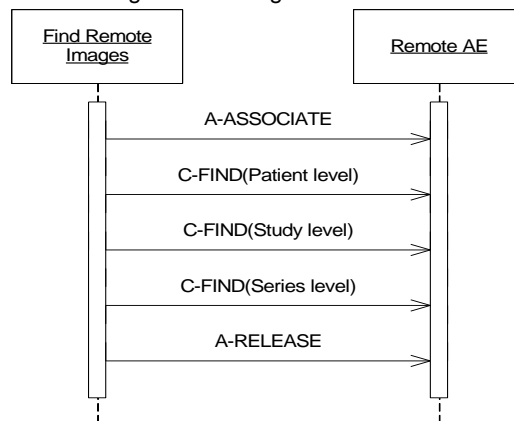 Find Remote
Images
Remote AE
A-ASSOCIATE
C-FIND(Patient level)
C-FIND(Study level)
C-FIND(Series level)
A-RELEASE